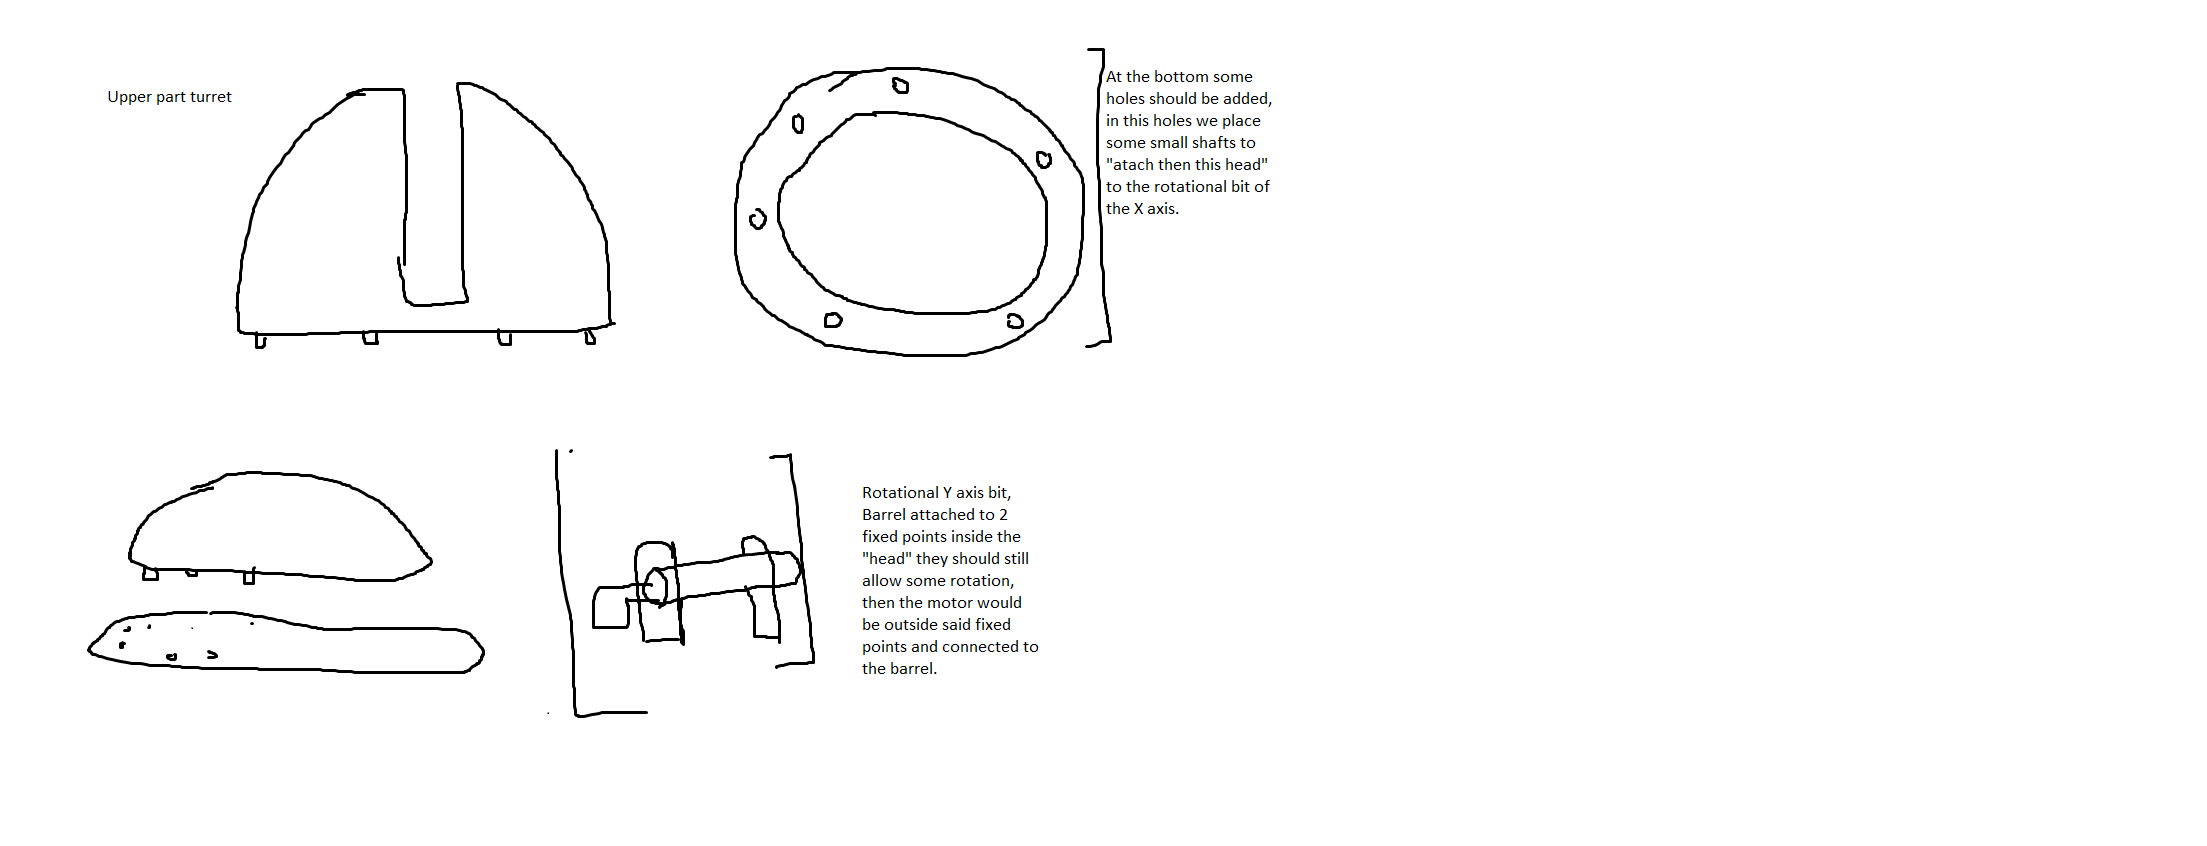 Upper part turret
At the bottom some
holes should be added,
in this holes we place
some small shafts to
"atach then this head"
to the rotational bit of
the X axis.
Rotational Y axis bit,
Barrel attached to 2
fixed points inside the
"head" they should still
allow some rotation,
then the motor would
be outside said fixed
points and connected to
the barrel.